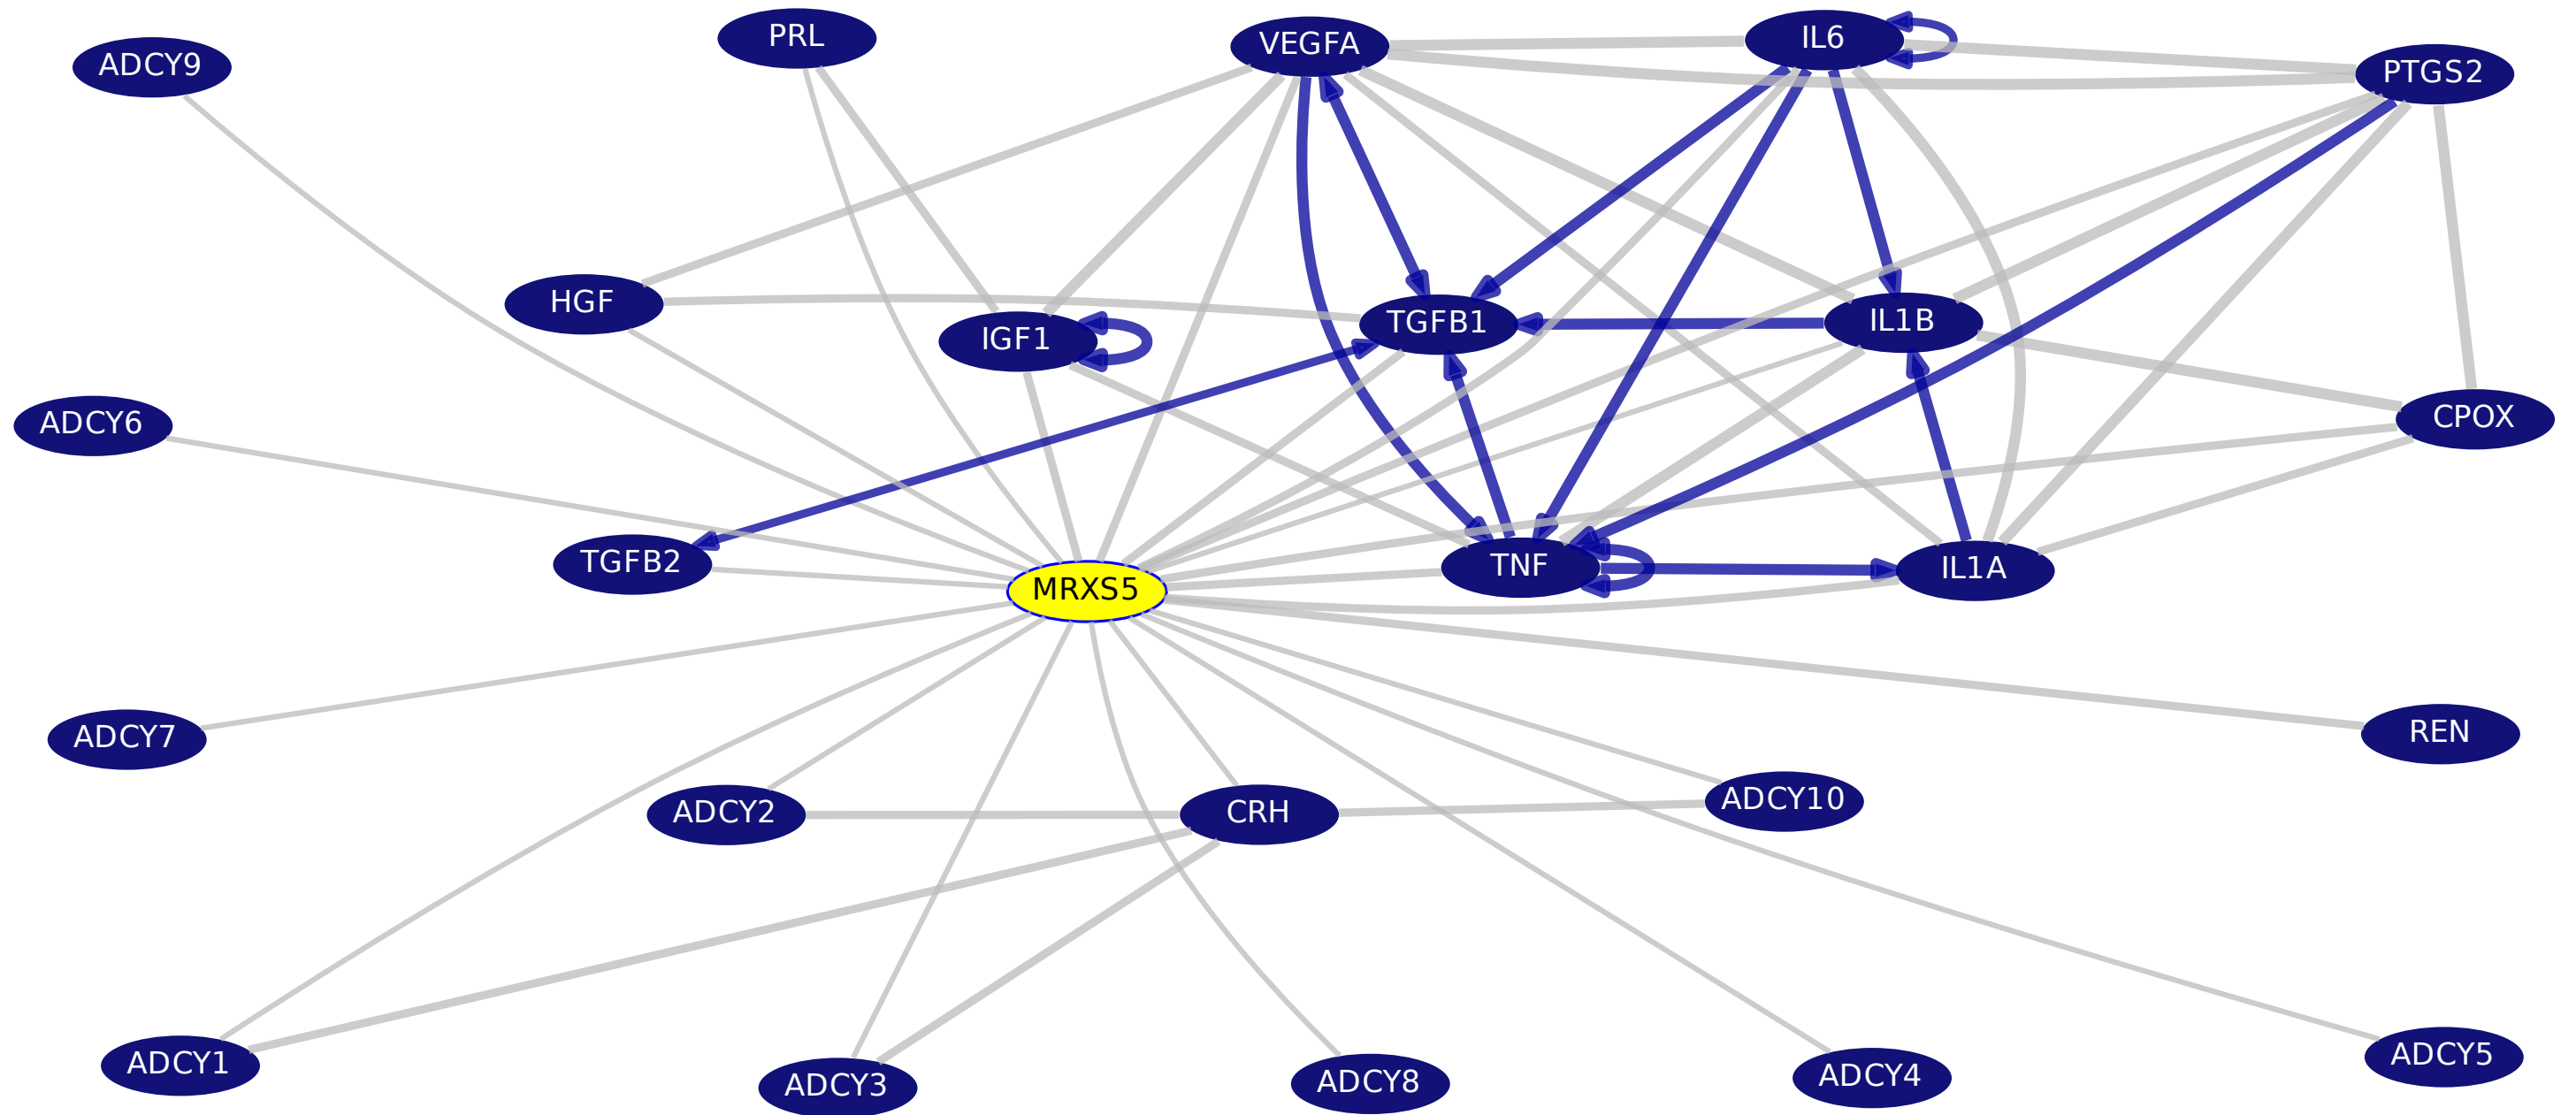 PRL
IL6
VEGFA
ADCY9
PTGS2
HGF
TGFB1
IL1B
IGF1
CPOX
ADCY6
TGFB2
TNF
IL1A
MRXS5
ADCY7
REN
ADCY2
CRH
ADCY10
ADCY1
ADCY3
ADCY8
ADCY4
ADCY5